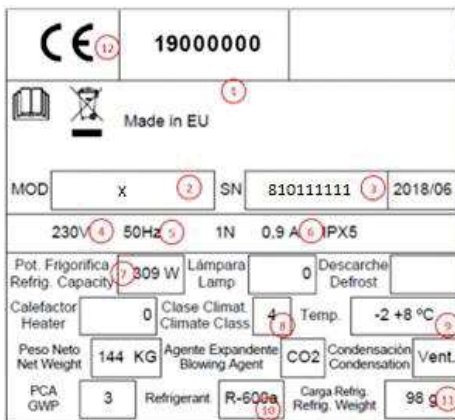 CE 12 19000000
1
Made in EU
MOD X 2 SN 810111111 3 2018/06
230V 4 50Hz 5 1N 0,9 A 6 IPX5
Pot. Frigorifica 7 309 W Lámpara 0 Descarche
Refrig. Capacity Lamp Defrost
Calefactor 0 Clase Climat. 4 Temp. -2 +8 ºC
Heater Climate Class 8 9
Peso Neto 144 KG Agente Expandente CO2 Condensación Vent.
Net Weight Blowing Agent Condensation
PCA 3 Refrigerant R-600a Carga Refrig. 98 g 11
GWP 10 Refrig. Weight